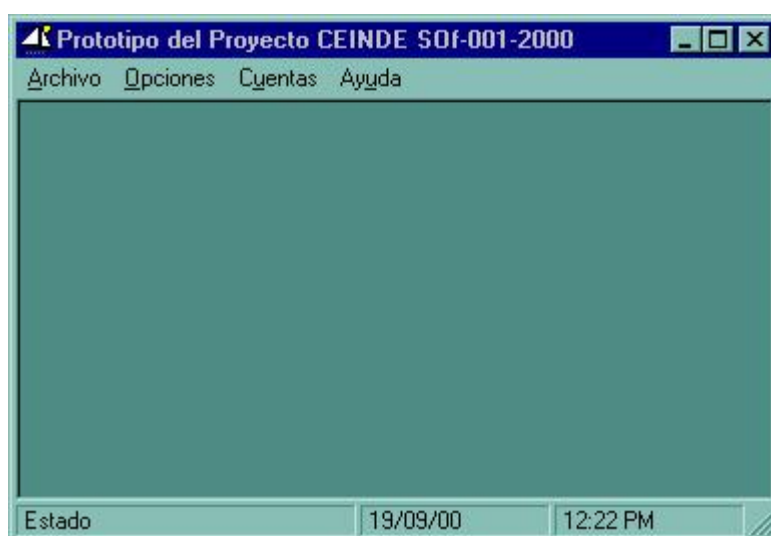 Prototipo del Proyecto CEINDE SOf-001-2000
Archivo Opciones Cuentas Ayuda
Estado 19/09/00 12:22 PM